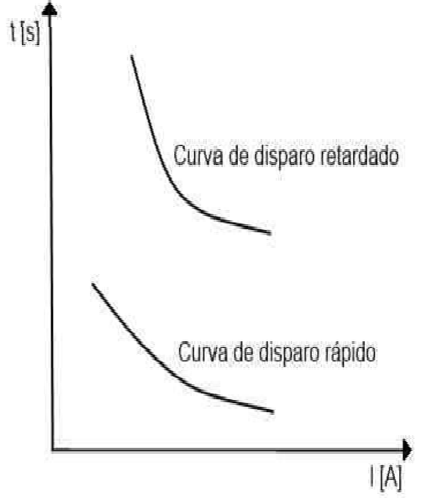 t [s]
Curva de disparo retardado
Curva de disparo rápido
I [A]